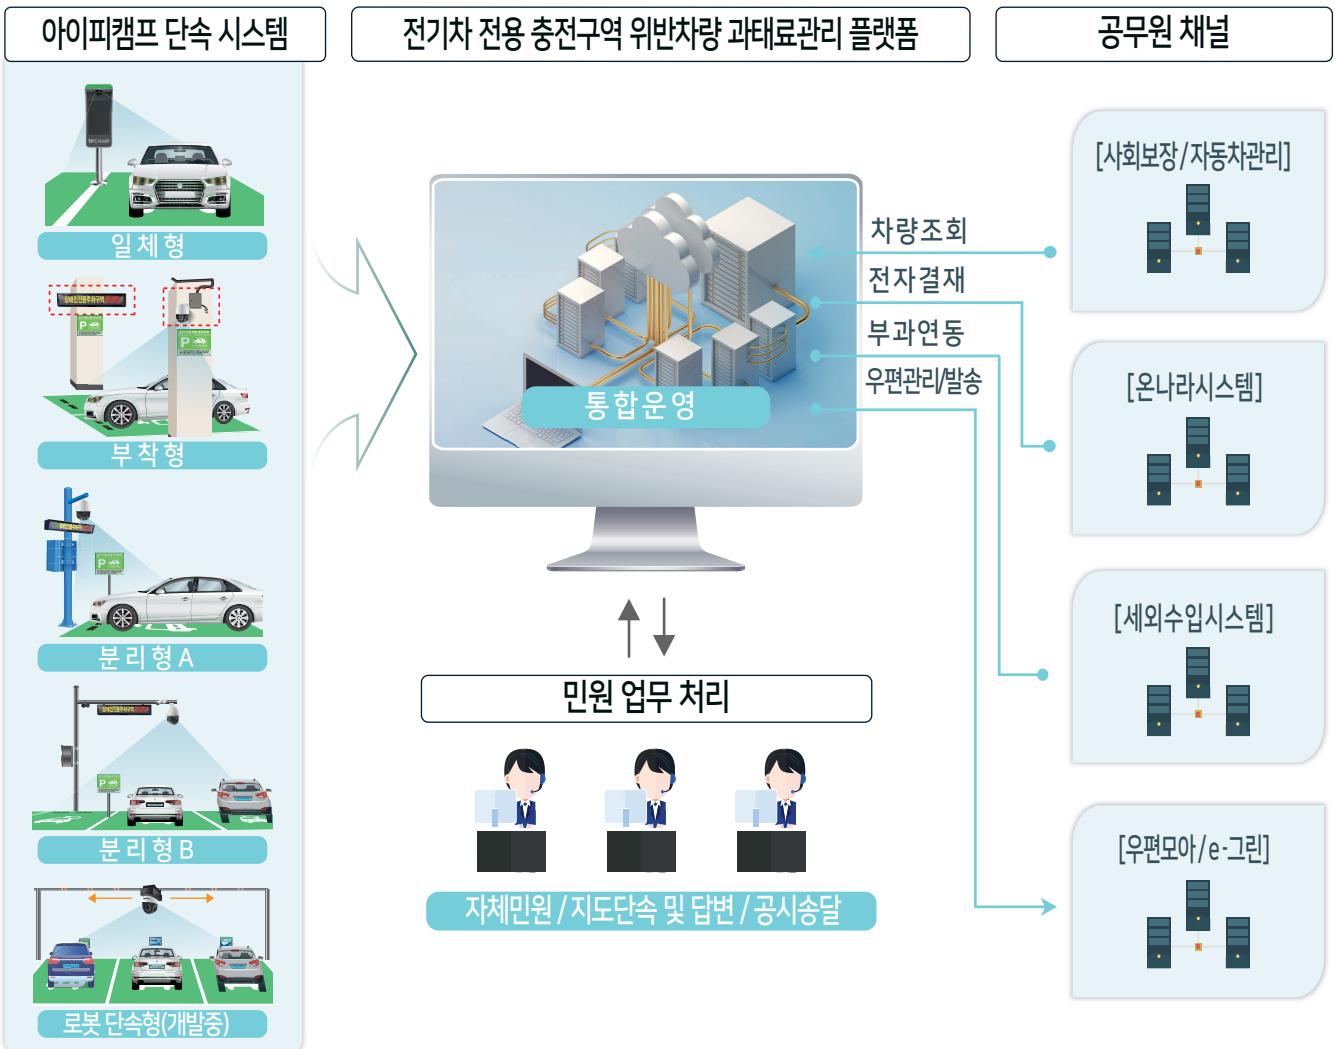 아이피캠프 단속 시스템
전기차 전용 충전구역 위반차량 과태료관리 플랫폼
공무원 채널
IPCAMP
일체형
부착형
분리형 A
분리형 B
로봇 단속형(개발중)
통합운영
차량조회
전자결재
부과연동
우편관리/발송
민원 업무 처리
자체민원 / 지도단속 및 답변 / 공시송달
[사회보장 / 자동차관리]
[온나라시스템]
[세외수입시스템]
[우편모아 / e-그린]
P
P
P
P